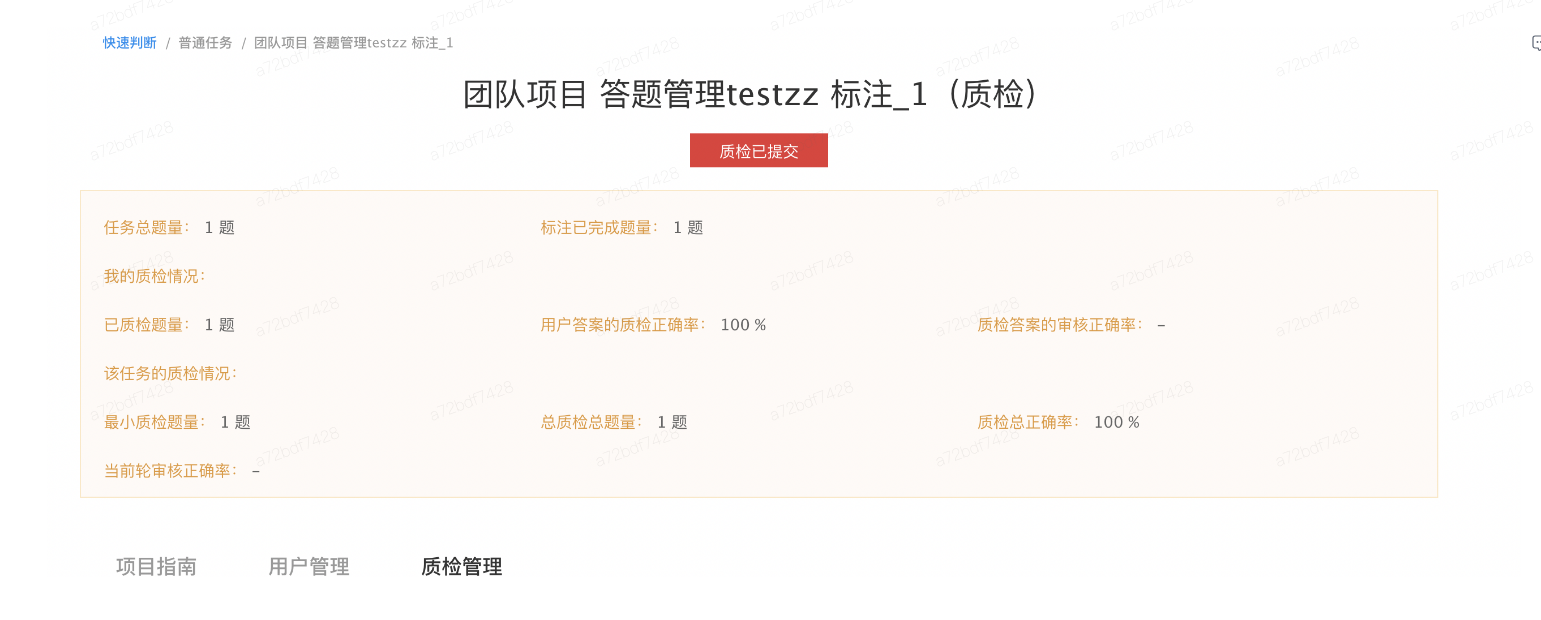 快速判断 / 普通任务 / 团队项目 答题管理testzz 标注_1
团队项目 答题管理testzz 标注_1（质检）
质检已提交
任务总题量： 1 题 标注已完成题量： 1 题
我的质检情况：
已质检题量： 1 题 用户答案的质检正确率： 100 % 质检答案的审核正确率： –
该任务的质检情况：
最小质检题量： 1 题 总质检总题量： 1 题 质检总正确率： 100 %
当前轮审核正确率： –
项目指南 用户管理 质检管理
a72bdf7428